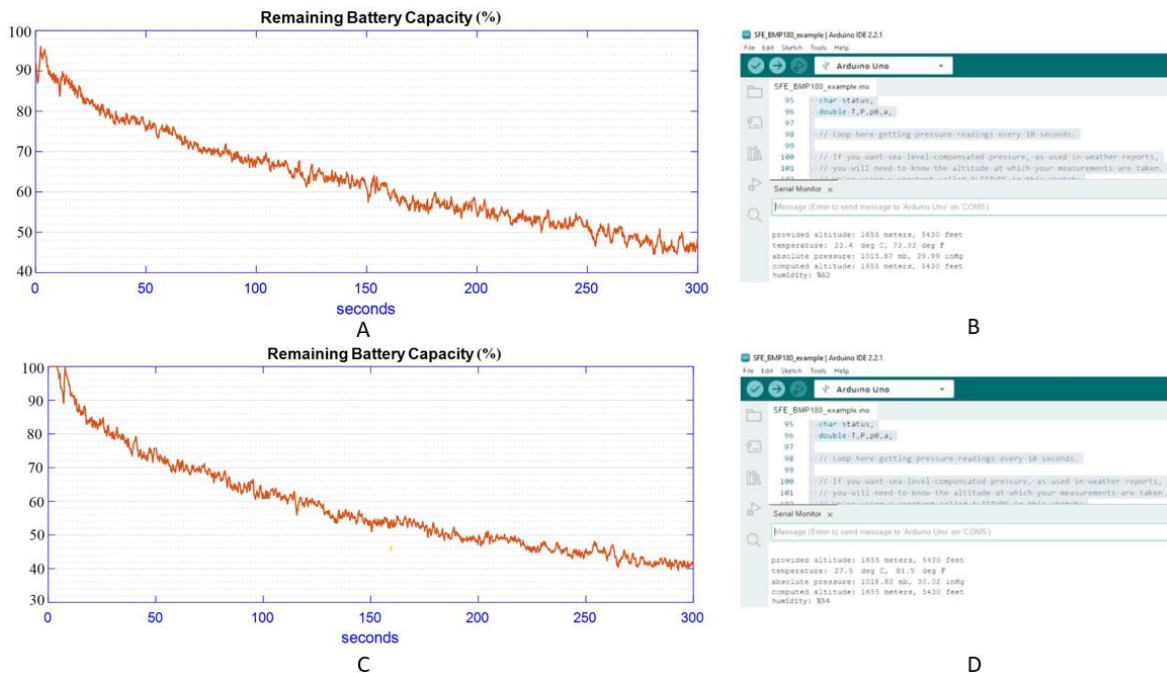 Remaining Battery Capacity (%)
100
90
80
70
60
50
40
0 50 100 150 200 250 300
seconds
A
SFE_BMP180_example | Arduino IDE 2.2.1
File Edit Sketch Tools Help
Arduino Uno
SFE_BMP180_example.ino
95 char status;
96 double T,P,p0,a;
97
98 // Loop here getting pressure readings every 10 seconds.
99
100 // If you want sea-level-compensated pressure, as used in weather reports,
101 // you will need to know the altitude at which your measurements are taken.
Serial Monitor x
Message (Enter to send message to 'Arduino Uno' on 'COM5')
provided altitude: 1655 meters, 5430 feet
temperature: 22.4 deg C, 72.32 deg F
absolute pressure: 1015.87 mb, 29.99 inHg
computed altitude: 1655 meters, 5430 feet
humidity: %62
B
Remaining Battery Capacity (%)
100
90
80
70
60
50
40
30
0 50 100 150 200 250 300
seconds
C
SFE_BMP180_example | Arduino IDE 2.2.1
File Edit Sketch Tools Help
Arduino Uno
SFE_BMP180_example.ino
95 char status;
96 double T,P,p0,a;
97
98 // Loop here getting pressure readings every 10 seconds.
99
100 // If you want sea-level-compensated pressure, as used in weather reports,
101 // you will need to know the altitude at which your measurements are taken.
Serial Monitor x
Message (Enter to send message to 'Arduino Uno' on 'COM5')
provided altitude: 1655 meters, 5430 feet
temperature: 27.5 deg C, 81.5 deg F
absolute pressure: 1016.83 mb, 30.02 inHg
computed altitude: 1655 meters, 5430 feet
humidity: %54
D